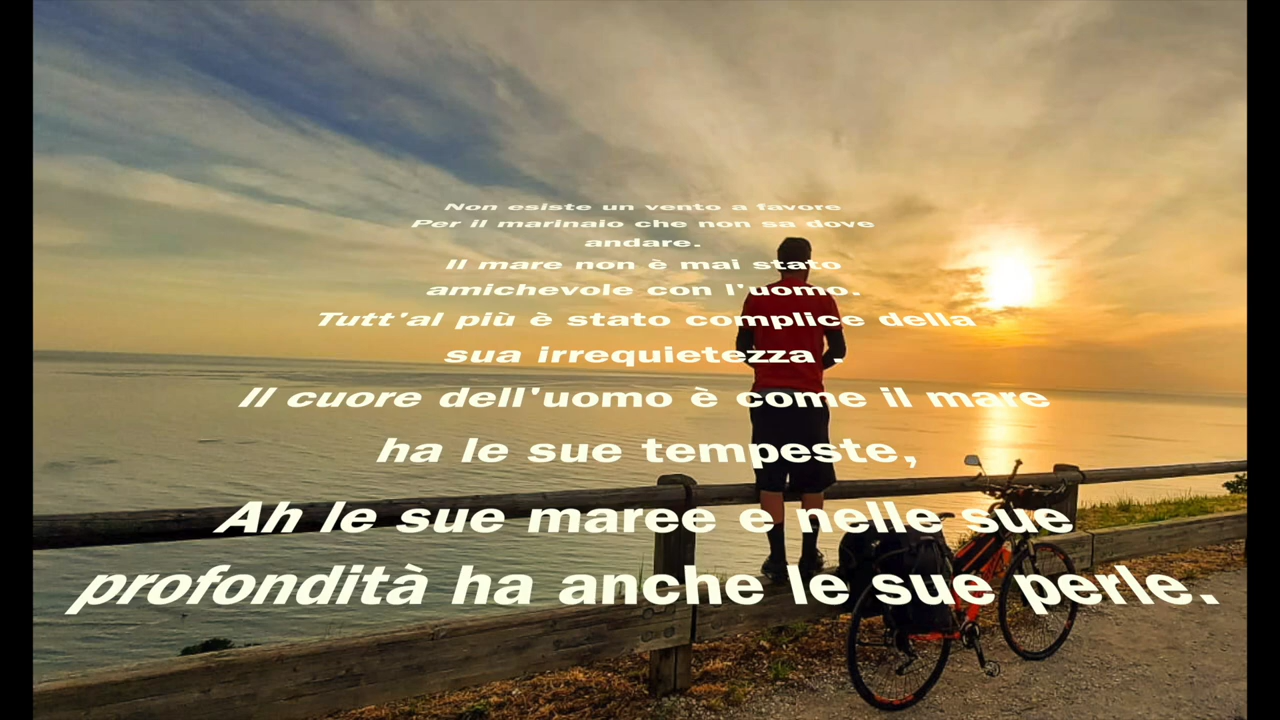 Non esiste un vento a favore
Per il marinaio che non sa dove
andare.
Il mare non è mai stato
amichevole con l'uomo.
Tutt'al più è stato complice della
sua irrequietezza .
Il cuore dell'uomo è come il mare
ha le sue tempeste,
Ah le sue maree e nelle sue
profondità ha anche le sue perle.